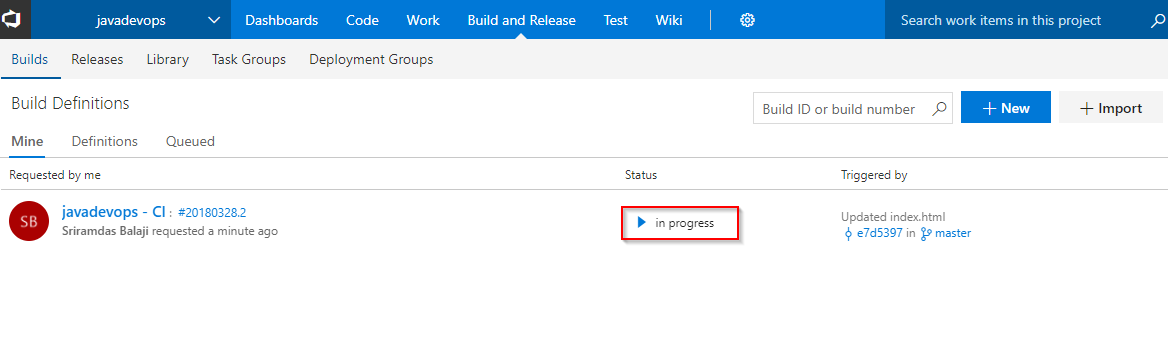 javadevops Dashboards Code Work Build and Release Test Wiki Search work items in this project
Builds Releases Library Task Groups Deployment Groups
Build Definitions Build ID or build number + New + Import
Mine Definitions Queued
Requested by me Status Triggered by
SB javadevops - CI : #20180328.2 Updated index.html
Sriramdas Balaji requested a minute ago in progress e7d5397 in master